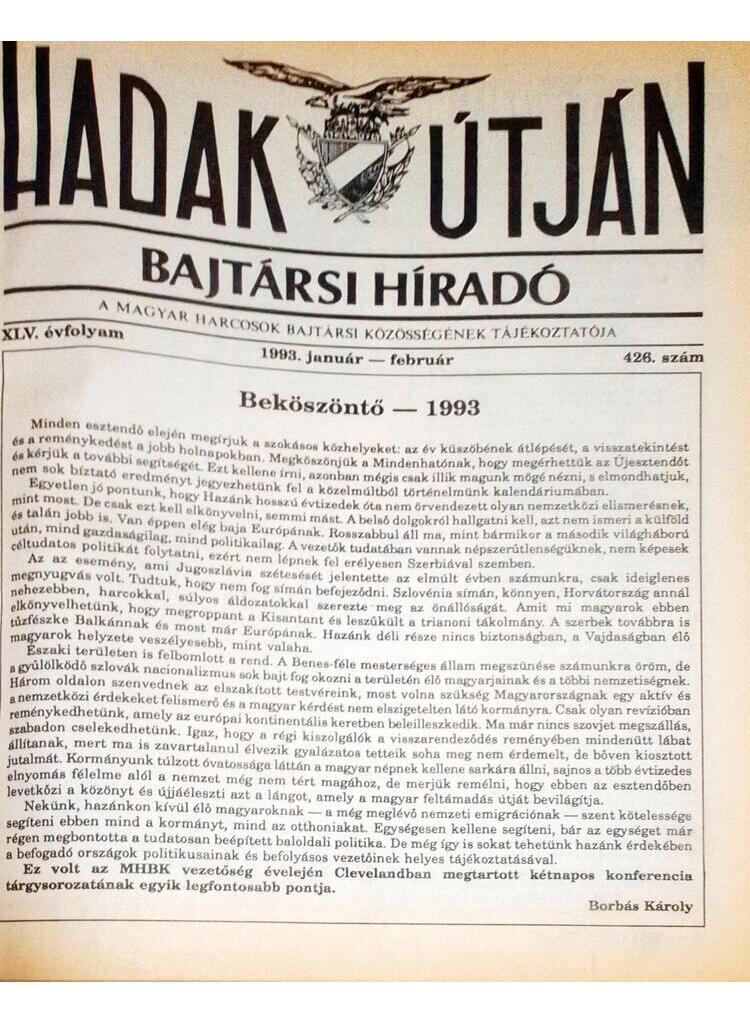 HADAK ÚTJÁN
BAJTÁRSI HÍRADÓ
A MAGYAR HARCOSOK BAJTÁRSI KÖZÖSSÉGÉNEK TÁJÉKOZTATÓJA
XLV. évfolyam
1993. január — február
426. szám
Beköszöntő — 1993
Minden esztendő elején megírjuk a szokásos közhelyeket: az év küszöbének átlépését, a visszatekintést
és a reménykedést a jobb holnapokban. Megköszönjük a Mindenhatónak, hogy megérhettük az Újesztendőt
és kérjük a további segítségét. Ezt kellene írni, azonban mégis csak illik magunk mögé nézni, s elmondhatjuk,
nem sok bíztató eredményt jegyezhetünk fel a közelmúltból történelmünk kalendáriumában.
Egyetlen jó pontunk, hogy Hazánk hosszú évtizedek óta nem örvendezett olyan nemzetközi elismerésnek,
mint most. De csak ezt kell elkönyvelni, semmi mást. A belső dolgokról hallgatni kell, azt nem ismeri a külföld
és talán jobb is. Van éppen elég baja Európának. Rosszabbul áll ma, mint bármikor a második világháború
után, mind gazdaságilag, mind politikailag. A vezetők tudatában vannak népszerűtlenségüknek, nem képesek
céltudatos politikát folytatni, ezért nem lépnek fel erélyesen Szerbiával szemben.
Az az esemény, ami Jugoszlávia szétesését jelentette az elmúlt évben számunkra, csak ideiglenes
megnyugvás volt. Tudtuk, hogy nem fog simán befejeződni. Szlovénia simán, könnyen, Horvátország annál
nehezebben, harcokkal, súlyos áldozatokkal szerezte meg az önállóságát. Amit mi magyarok ebben
elkönyvelhetünk, hogy megroppant a Kisantant és leszűkült a trianoni tákolmány. A szerbek továbbra is
tűzfészke Balkánnak és most már Európának. Hazánk déli része nincs biztonságban, a Vajdaságban élő
magyarok helyzete veszélyesebb, mint valaha.
Északi területen is felbomlott a rend. A Benes-féle mesterséges állam megszünése számunkra öröm, de
a gyűlölködő szlovák nacionalizmus sok bajt fog okozni a területén élő magyarjaink és a többi nemzetiségnek.
Három oldalon szenvednek az elszakított testvéreink, most volna szükség Magyarországnak egy aktív és
a nemzetközi érdekeket felismerő és a magyar kérdést nem elszigetelten látó kormányra. Csak olyan revízióban
reménykedhetünk, amely az európai kontinentális keretben beleilleszkedik. Ma már nincs szovjet megszállás,
szabadon cselekedhetünk. Igaz, hogy a régi kiszolgálók a visszarendeződés reményében mindenütt lábat
állítanak, mert ma is zavartalanul élvezik gyalázatos tetteik soha meg nem érdemelt, de bőven kiosztott
jutalmát. Kormányunk túlzott óvatossága láttán a magyar népnek kellene sarkára állni, sajnos a több évtizedes
elnyomás félelme alól a nemzet még nem tért magához, de merjük remélni, hogy ebben az esztendőben
levetkőzi a közönyt és újjáéleszti azt a lángot, amely a magyar feltámadás útját bevilágítja.
Nekünk, hazánkon kívül élő magyaroknak — a még meglévő nemzeti emigrációnak — szent kötelessége
segíteni ebben mind a kormányt, mind az otthoniakat. Egységesen kellene segíteni, bár az egységet már
régen megbontotta a tudatosan beépített baloldali politika. De még így is sokat tehetünk hazánk érdekében
a befogadó országok politikusainak és befolyásos vezetőinek helyes tájékoztatásával.
Ez volt az MHBK vezetőség évelején Clevelandban megtartott kétnapos konferencia
tárgysorozatának egyik legfontosabb pontja.
Borbás Károly